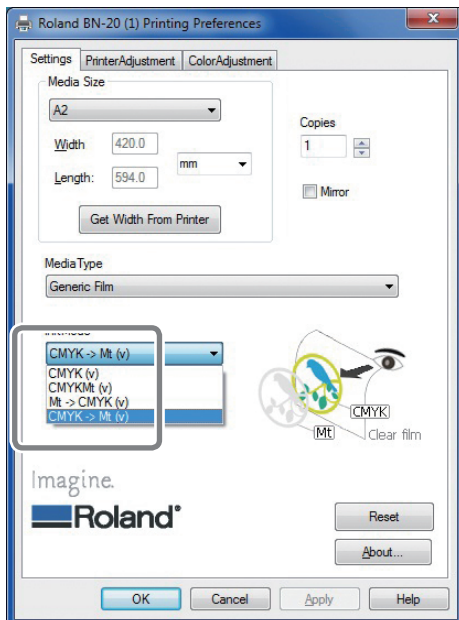 Roland BN-20 (1) Printing Preferences
Settings PrinterAdjustment ColorAdjustment
Media Size
A2
Width 420.0
mm
Length: 594.0
Get Width From Printer
Copies
1
Mirror
MediaType
Generic Film
CMYK -> Mt (v)
CMYK (v)
CMYKMt (v)
Mt -> CMYK (v)
CMYK -> Mt (v)
CMYK
Mt
Clear film
Imagine.
Roland®
Reset
About...
OK Cancel Apply Help